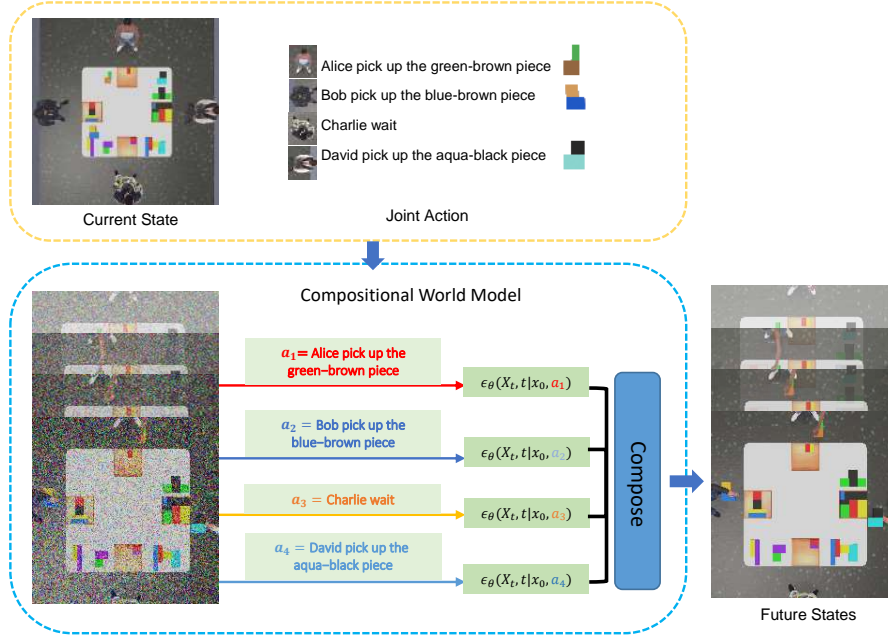 Alice pick up the green-brown piece
Bob pick up the blue-brown piece
Charlie wait
David pick up the aqua-black piece
Current State
Joint Action
Compositional World Model
a₁= Alice pick up the
green–brown piece
ϵθ(Xₜ, t|x₀, a₁)
a₂ = Bob pick up the
blue–brown piece
ϵθ(Xₜ, t|x₀, a₂)
a₃ = Charlie wait
ϵθ(Xₜ, t|x₀, a₃)
a₄ = David pick up the
aqua–black piece
ϵθ(Xₜ, t|x₀, a₄)
Compose
Future States